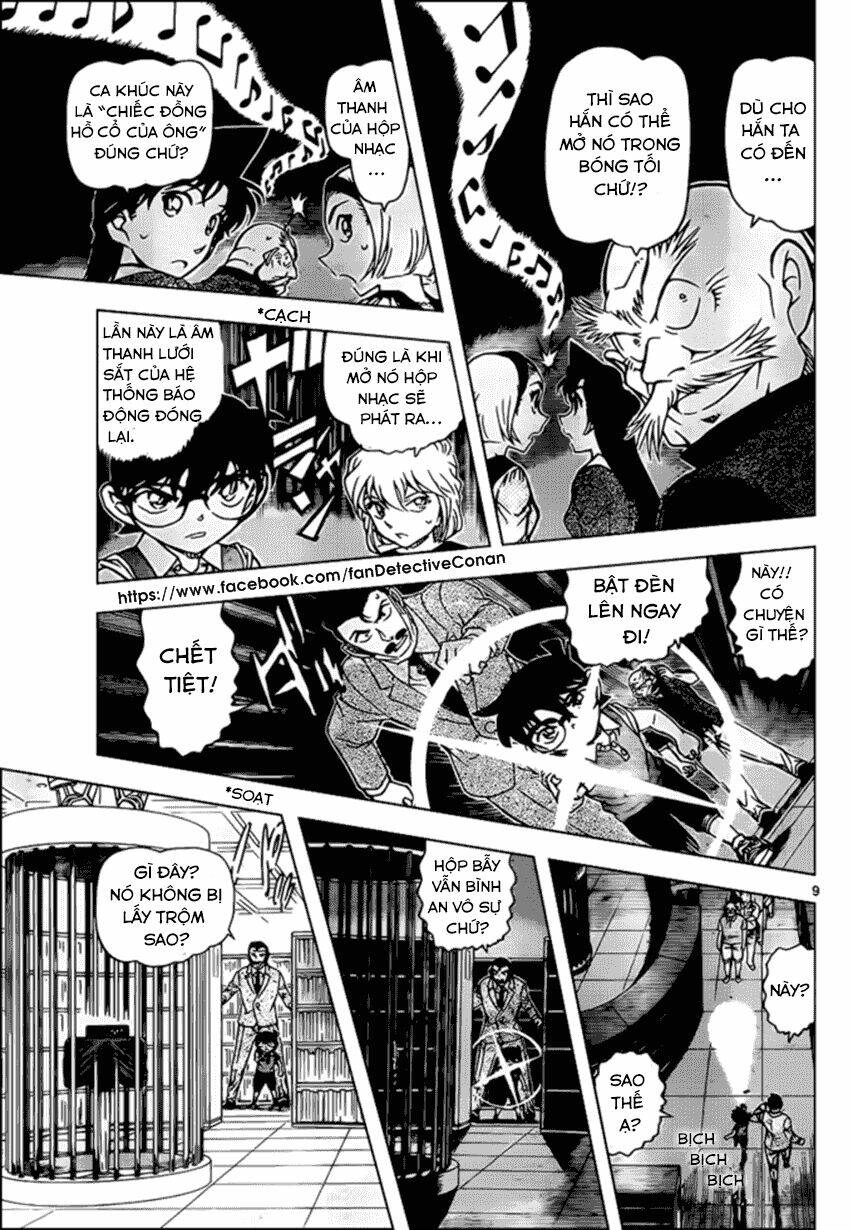 DÙ CHO
HẮN TA
CÓ ĐẾN
...
THÌ SAO
HẮN CÓ THỂ
MỞ NÓ TRONG
BÓNG TỐI
CHỨ!?
ÂM
THANH
CỦA HỘP
NHẠC
...
CA KHÚC NÀY
LÀ "CHIẾC ĐỒNG
HỒ CỔ CỦA ÔNG"
ĐÚNG CHỨ?
*CẠCH
ĐÚNG LÀ KHI
MỞ NÓ HỘP
NHẠC SẼ
PHÁT RA...
LẦN NÀY LÀ ÂM
THANH LƯỚI
SẮT CỦA HỆ
THỐNG BÁO
ĐỘNG ĐÓNG
LẠI.
https://www.facebook.com/fanDetectiveConan
NÀY!!
CÓ
CHUYỆN
GÌ THẾ?
BẬT ĐÈN
LÊN NGAY
ĐI!
CHẾT
TIỆT!
*SOẠT
9
NÀY?
SAO
THẾ
Ạ?
BỊCH
BỊCH
BỊCH
HỘP BẪY
VẪN BÌNH
AN VÔ SỰ
CHỨ?
GÌ ĐÂY?
NÓ KHÔNG BỊ
LẤY TRỘM
SAO?